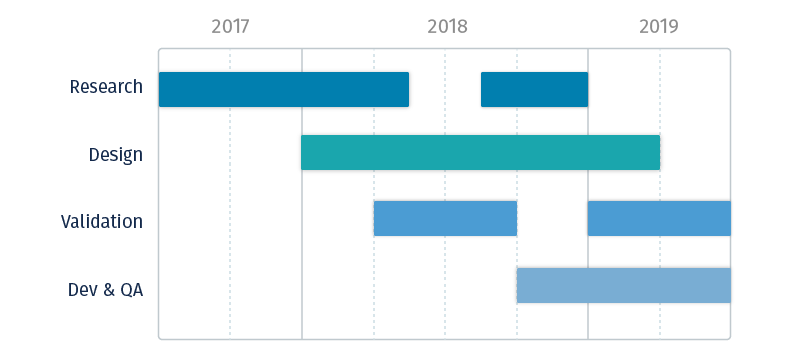 2017 2018 2019
Research
Design
Validation
Dev & QA